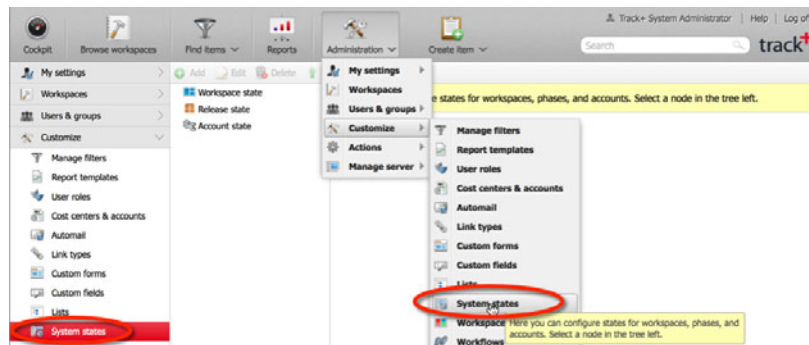 Track+ System Administrator | Help | Log of
Cockpit Browse workspaces Find items Reports Administration Create item Search track+
My settings
Workspaces
Users & groups
Customize
Manage filters
Report templates
User roles
Cost centers & accounts
Automail
Link types
Custom forms
Custom fields
Lists
System states
Add Edit Delete
Workspace state
Release state
Account state
e states for workspaces, phases, and accounts. Select a node in the tree left.
My settings
Workspaces
Users & groups
Customize
Actions
Manage server
Manage filters
Report templates
User roles
Cost centers & accounts
Automail
Link types
Custom forms
Custom fields
Lists
System states
Workspace
Workflows
Here you can configure states for workspaces, phases, and
accounts. Select a node in the tree left.